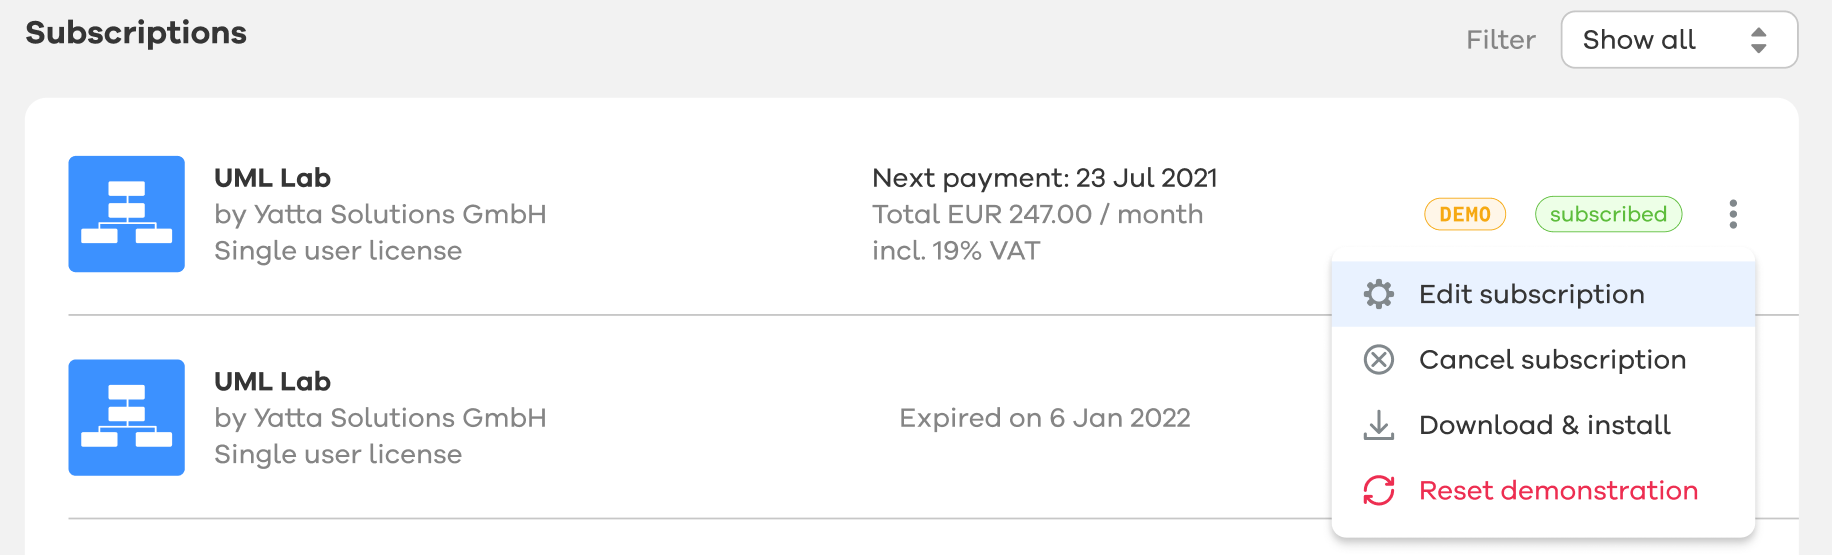 Subscriptions
Filter
Show all
UML Lab
by Yatta Solutions GmbH
Single user license
Next payment: 23 Jul 2021
Total EUR 247.00 / month
incl. 19% VAT
DEMO
subscribed
Edit subscription
Cancel subscription
Download & install
Reset demonstration
UML Lab
by Yatta Solutions GmbH
Single user license
Expired on 6 Jan 2022